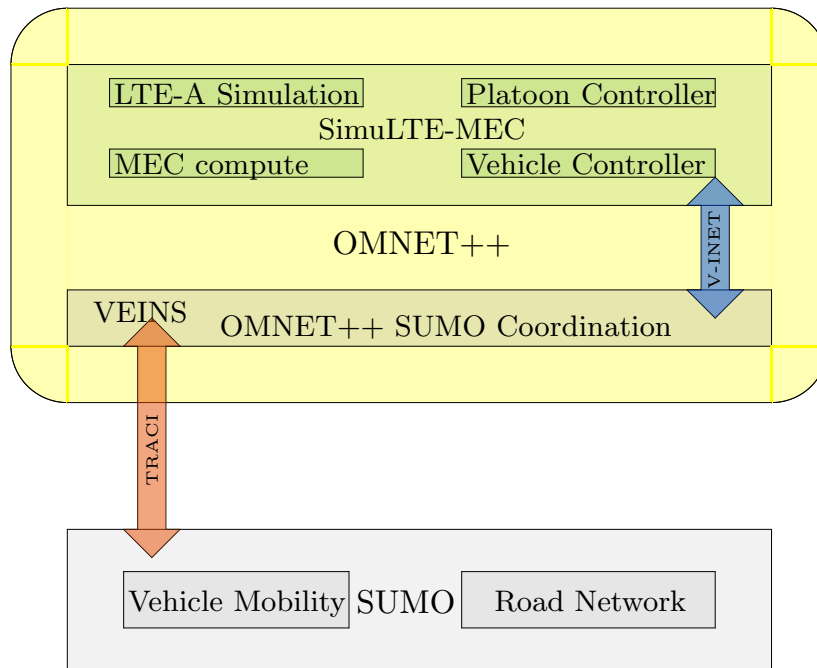 LTE-A Simulation
Platoon Controller
SimuLTE-MEC
MEC compute
Vehicle Controller
V-INET
OMNET++
VEINS
OMNET++ SUMO Coordination
TRACI
Vehicle Mobility
SUMO
Road Network